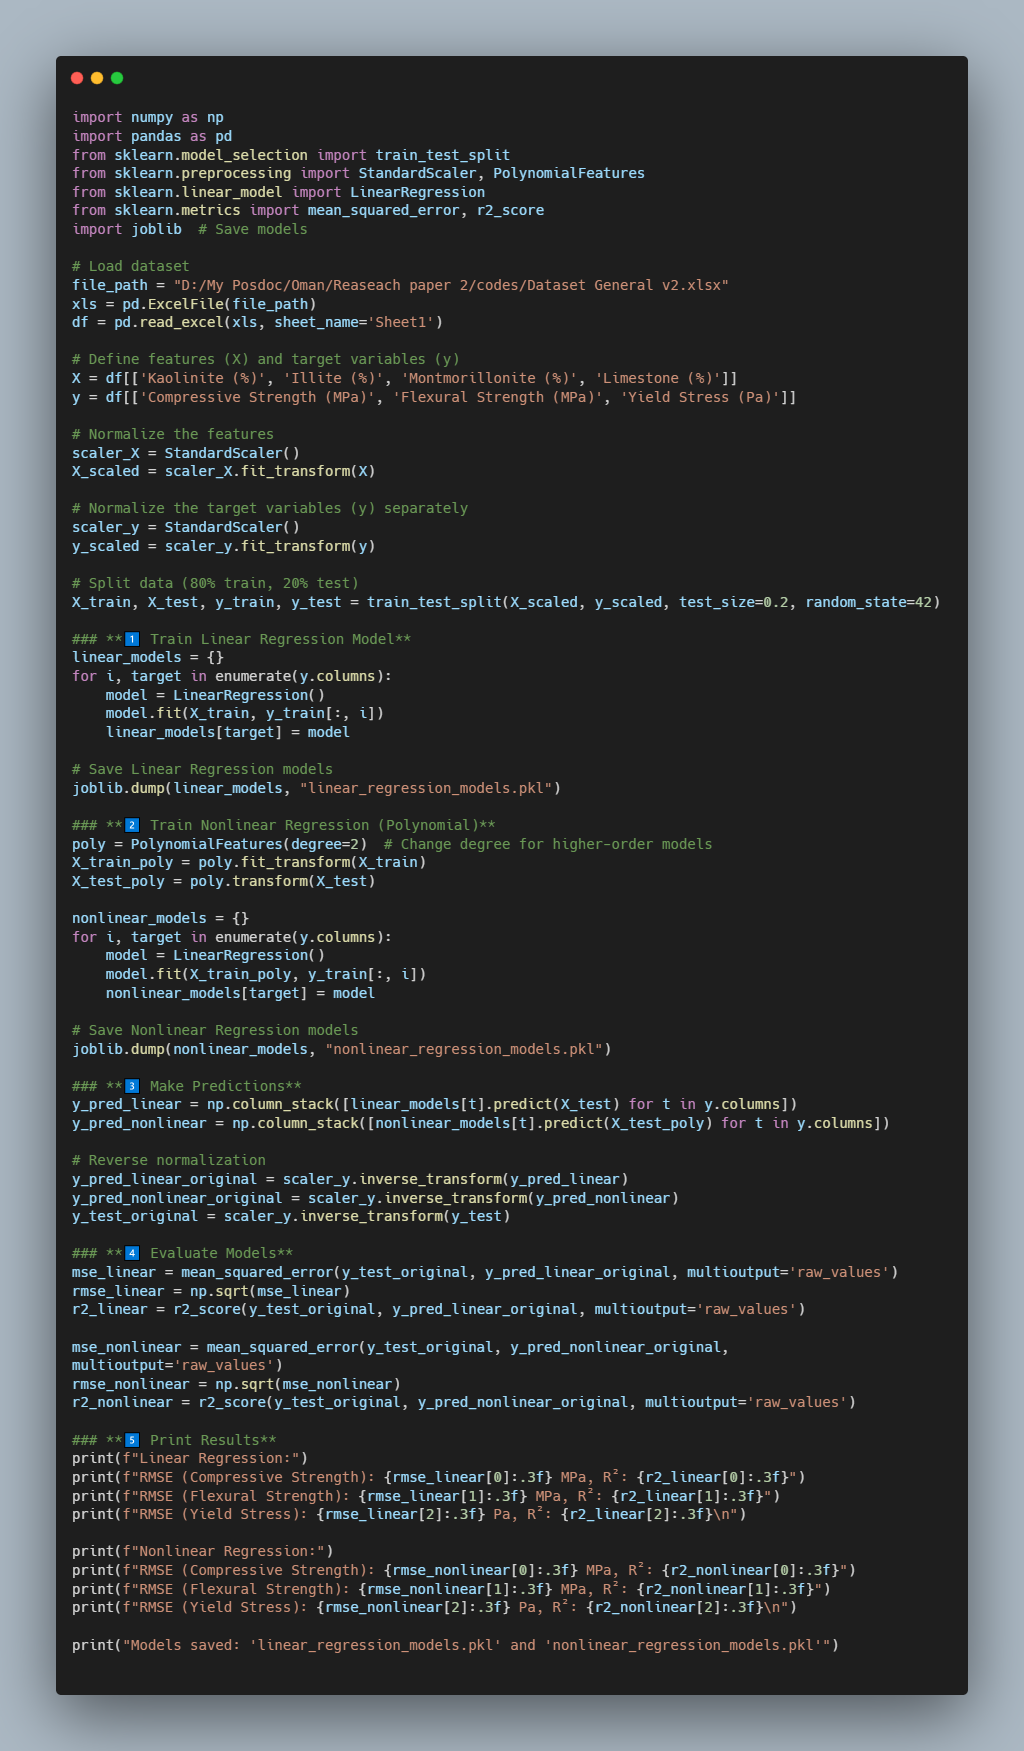 import numpy as np
import pandas as pd
from sklearn.model_selection import train_test_split
from sklearn.preprocessing import StandardScaler, PolynomialFeatures
from sklearn.linear_model import LinearRegression
from sklearn.metrics import mean_squared_error, r2_score
import joblib  # Save models

# Load dataset
file_path = "D:/My Posdoc/Oman/Reaseach paper 2/codes/Dataset General v2.xlsx"
xls = pd.ExcelFile(file_path)
df = pd.read_excel(xls, sheet_name='Sheet1')

# Define features (X) and target variables (y)
X = df[['Kaolinite (%)', 'Illite (%)', 'Montmorillonite (%)', 'Limestone (%)']]
y = df[['Compressive Strength (MPa)', 'Flexural Strength (MPa)', 'Yield Stress (Pa)']]

# Normalize the features
scaler_X = StandardScaler()
X_scaled = scaler_X.fit_transform(X)

# Normalize the target variables (y) separately
scaler_y = StandardScaler()
y_scaled = scaler_y.fit_transform(y)

# Split data (80% train, 20% test)
X_train, X_test, y_train, y_test = train_test_split(X_scaled, y_scaled, test_size=0.2, random_state=42)

### **1️⃣ Train Linear Regression Model**
linear_models = {}
for i, target in enumerate(y.columns):
    model = LinearRegression()
    model.fit(X_train, y_train[:, i])
    linear_models[target] = model

# Save Linear Regression models
joblib.dump(linear_models, "linear_regression_models.pkl")

### **2️⃣ Train Nonlinear Regression (Polynomial)**
poly = PolynomialFeatures(degree=2)  # Change degree for higher-order models
X_train_poly = poly.fit_transform(X_train)
X_test_poly = poly.transform(X_test)

nonlinear_models = {}
for i, target in enumerate(y.columns):
    model = LinearRegression()
    model.fit(X_train_poly, y_train[:, i])
    nonlinear_models[target] = model

# Save Nonlinear Regression models
joblib.dump(nonlinear_models, "nonlinear_regression_models.pkl")

### **3️⃣ Make Predictions**
y_pred_linear = np.column_stack([linear_models[t].predict(X_test) for t in y.columns])
y_pred_nonlinear = np.column_stack([nonlinear_models[t].predict(X_test_poly) for t in y.columns])

# Reverse normalization
y_pred_linear_original = scaler_y.inverse_transform(y_pred_linear)
y_pred_nonlinear_original = scaler_y.inverse_transform(y_pred_nonlinear)
y_test_original = scaler_y.inverse_transform(y_test)

### **4️⃣ Evaluate Models**
mse_linear = mean_squared_error(y_test_original, y_pred_linear_original, multioutput='raw_values')
rmse_linear = np.sqrt(mse_linear)
r2_linear = r2_score(y_test_original, y_pred_linear_original, multioutput='raw_values')

mse_nonlinear = mean_squared_error(y_test_original, y_pred_nonlinear_original,
multioutput='raw_values')
rmse_nonlinear = np.sqrt(mse_nonlinear)
r2_nonlinear = r2_score(y_test_original, y_pred_nonlinear_original, multioutput='raw_values')

### **5️⃣ Print Results**
print(f"Linear Regression:")
print(f"RMSE (Compressive Strength): {rmse_linear[0]:.3f} MPa, R²: {r2_linear[0]:.3f}")
print(f"RMSE (Flexural Strength): {rmse_linear[1]:.3f} MPa, R²: {r2_linear[1]:.3f}")
print(f"RMSE (Yield Stress): {rmse_linear[2]:.3f} Pa, R²: {r2_linear[2]:.3f}\n")

print(f"Nonlinear Regression:")
print(f"RMSE (Compressive Strength): {rmse_nonlinear[0]:.3f} MPa, R²: {r2_nonlinear[0]:.3f}")
print(f"RMSE (Flexural Strength): {rmse_nonlinear[1]:.3f} MPa, R²: {r2_nonlinear[1]:.3f}")
print(f"RMSE (Yield Stress): {rmse_nonlinear[2]:.3f} Pa, R²: {r2_nonlinear[2]:.3f}\n")

print("Models saved: 'linear_regression_models.pkl' and 'nonlinear_regression_models.pkl'")